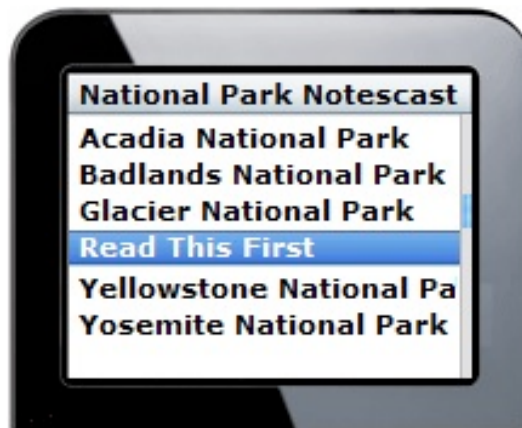 National Park Notescast
Acadia National Park
Badlands National Park
Glacier National Park
Read This First
Yellowstone National Pa
Yosemite National Park